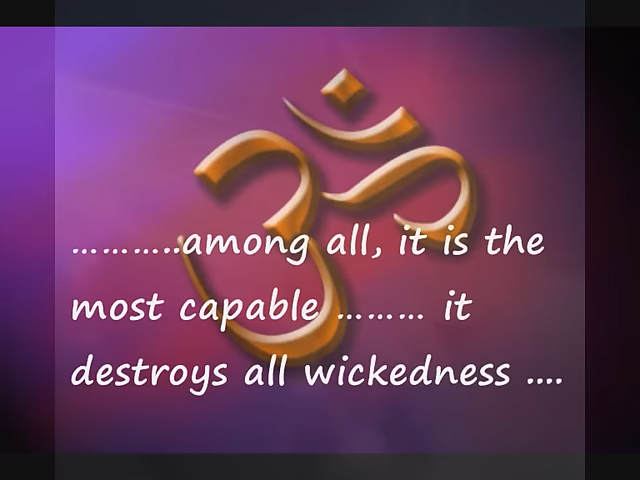 ………..among all, it is the
most capable ……… it
destroys all wickedness ....